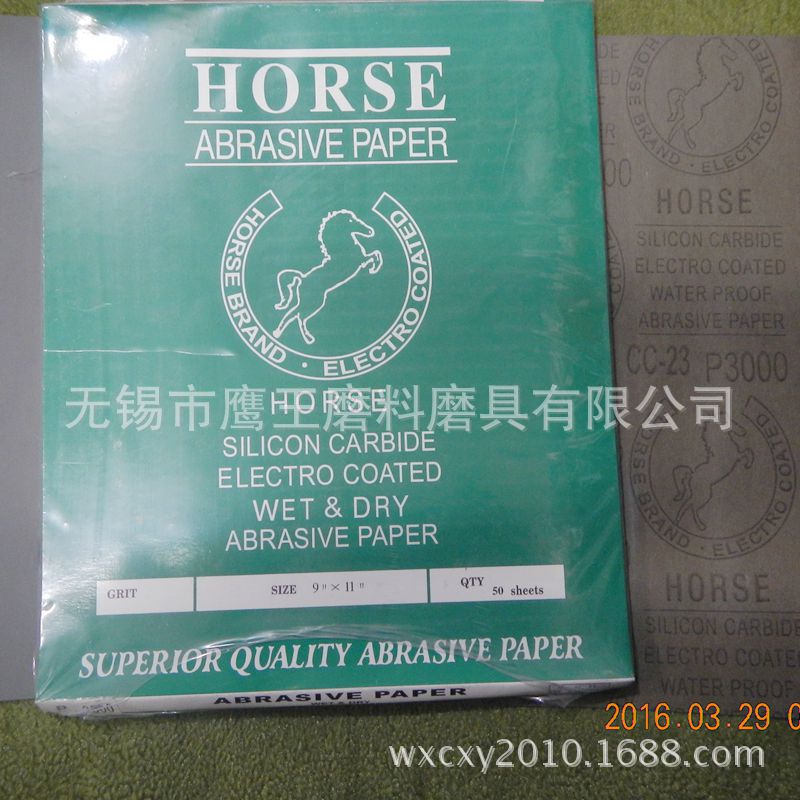 HORSE
ABRASIVE PAPER
HORSE BRAND · ELECTRO COATED
HORSE
SILICON CARBIDE
ELECTRO COATED
WET & DRY
ABRASIVE PAPER
GRIT
SIZE 9" × 11"
QTY 50 sheets
SUPERIOR QUALITY ABRASIVE PAPER
ABRASIVE PAPER
WET & DRY
HORSE BRAND · ELECTRO COATED
HORSE
SILICON CARBIDE
ELECTRO COATED
WATER PROOF
ABRASIVE PAPER
CC-23 P3000
HORSE BRAND · ELECTRO COATED
HORSE
SILICON CARBIDE
ELECTRO COATED
WATER PROOF
无锡市鹰工磨料磨具有限公司
2016.03.29
wxcxy2010.1688.com